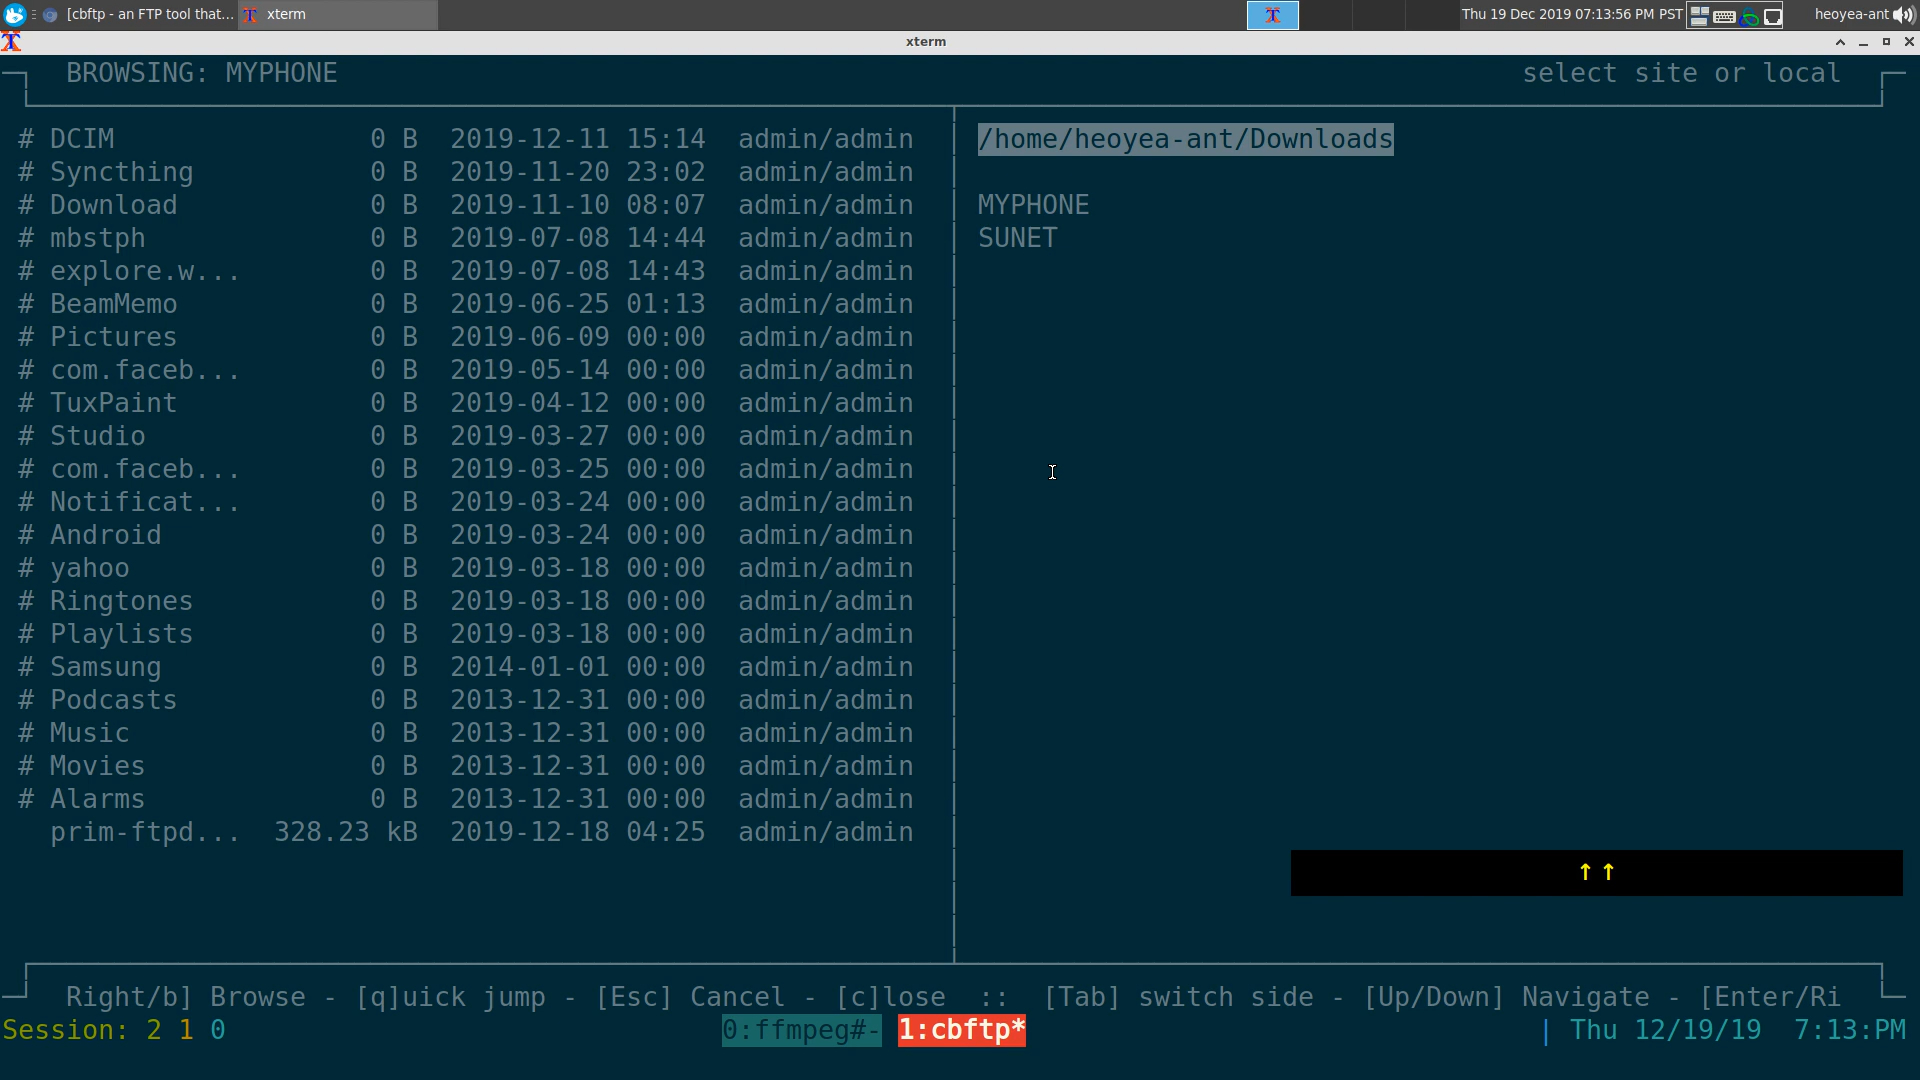 [cbftp - an FTP tool that... xterm Thu 19 Dec 2019 07:13:56 PM PST heoyea-ant
xterm
BROWSING: MYPHONE select site or local
# DCIM 0 B 2019-12-11 15:14 admin/admin /home/heoyea-ant/Downloads
# Syncthing 0 B 2019-11-20 23:02 admin/admin
# Download 0 B 2019-11-10 08:07 admin/admin MYPHONE
# mbstph 0 B 2019-07-08 14:44 admin/admin SUNET
# explore.w... 0 B 2019-07-08 14:43 admin/admin
# BeamMemo 0 B 2019-06-25 01:13 admin/admin
# Pictures 0 B 2019-06-09 00:00 admin/admin
# com.faceb... 0 B 2019-05-14 00:00 admin/admin
# TuxPaint 0 B 2019-04-12 00:00 admin/admin
# Studio 0 B 2019-03-27 00:00 admin/admin
# com.faceb... 0 B 2019-03-25 00:00 admin/admin
# Notificat... 0 B 2019-03-24 00:00 admin/admin
# Android 0 B 2019-03-24 00:00 admin/admin
# yahoo 0 B 2019-03-18 00:00 admin/admin
# Ringtones 0 B 2019-03-18 00:00 admin/admin
# Playlists 0 B 2019-03-18 00:00 admin/admin
# Samsung 0 B 2014-01-01 00:00 admin/admin
# Podcasts 0 B 2013-12-31 00:00 admin/admin
# Music 0 B 2013-12-31 00:00 admin/admin
# Movies 0 B 2013-12-31 00:00 admin/admin
# Alarms 0 B 2013-12-31 00:00 admin/admin
prim-ftpd... 328.23 kB 2019-12-18 04:25 admin/admin
↑↑
Right/b] Browse - [q]uick jump - [Esc] Cancel - [c]lose :: [Tab] switch side - [Up/Down] Navigate - [Enter/Ri
Session: 2 1 0 0:ffmpeg#- 1:cbftp* | Thu 12/19/19 7:13:PM